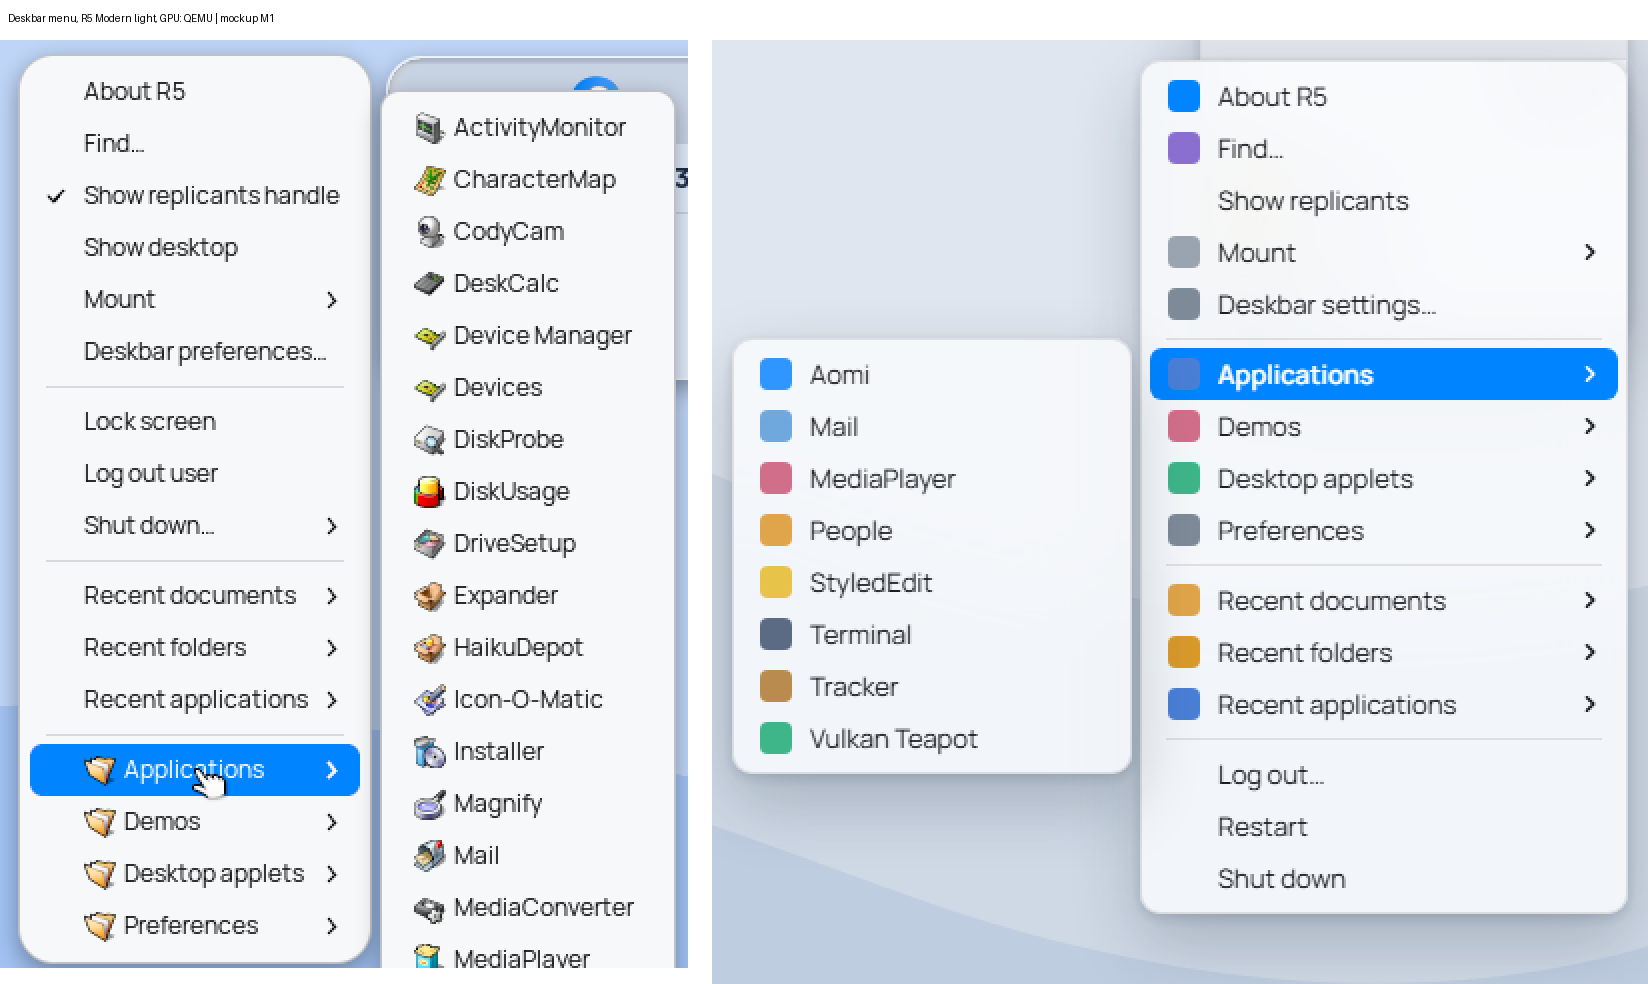 Deskbar menu, R5 Modern light, GPU: QEMU | mockup M1
About R5
Find...
Show replicants handle
Show desktop
Mount
Deskbar preferences...
Lock screen
Log out user
Shut down...
Recent documents
Recent folders
Recent applications
Applications
Demos
Desktop applets
Preferences
3
ActivityMonitor
CharacterMap
CodyCam
DeskCalc
Device Manager
Devices
DiskProbe
DiskUsage
DriveSetup
Expander
HaikuDepot
Icon-O-Matic
Installer
Magnify
Mail
MediaConverter
MediaPlayer
Aomi
Mail
MediaPlayer
People
StyledEdit
Terminal
Tracker
Vulkan Teapot
About R5
Find...
Show replicants
Mount
Deskbar settings...
Applications
Demos
Desktop applets
Preferences
Recent documents
Recent folders
Recent applications
Log out...
Restart
Shut down